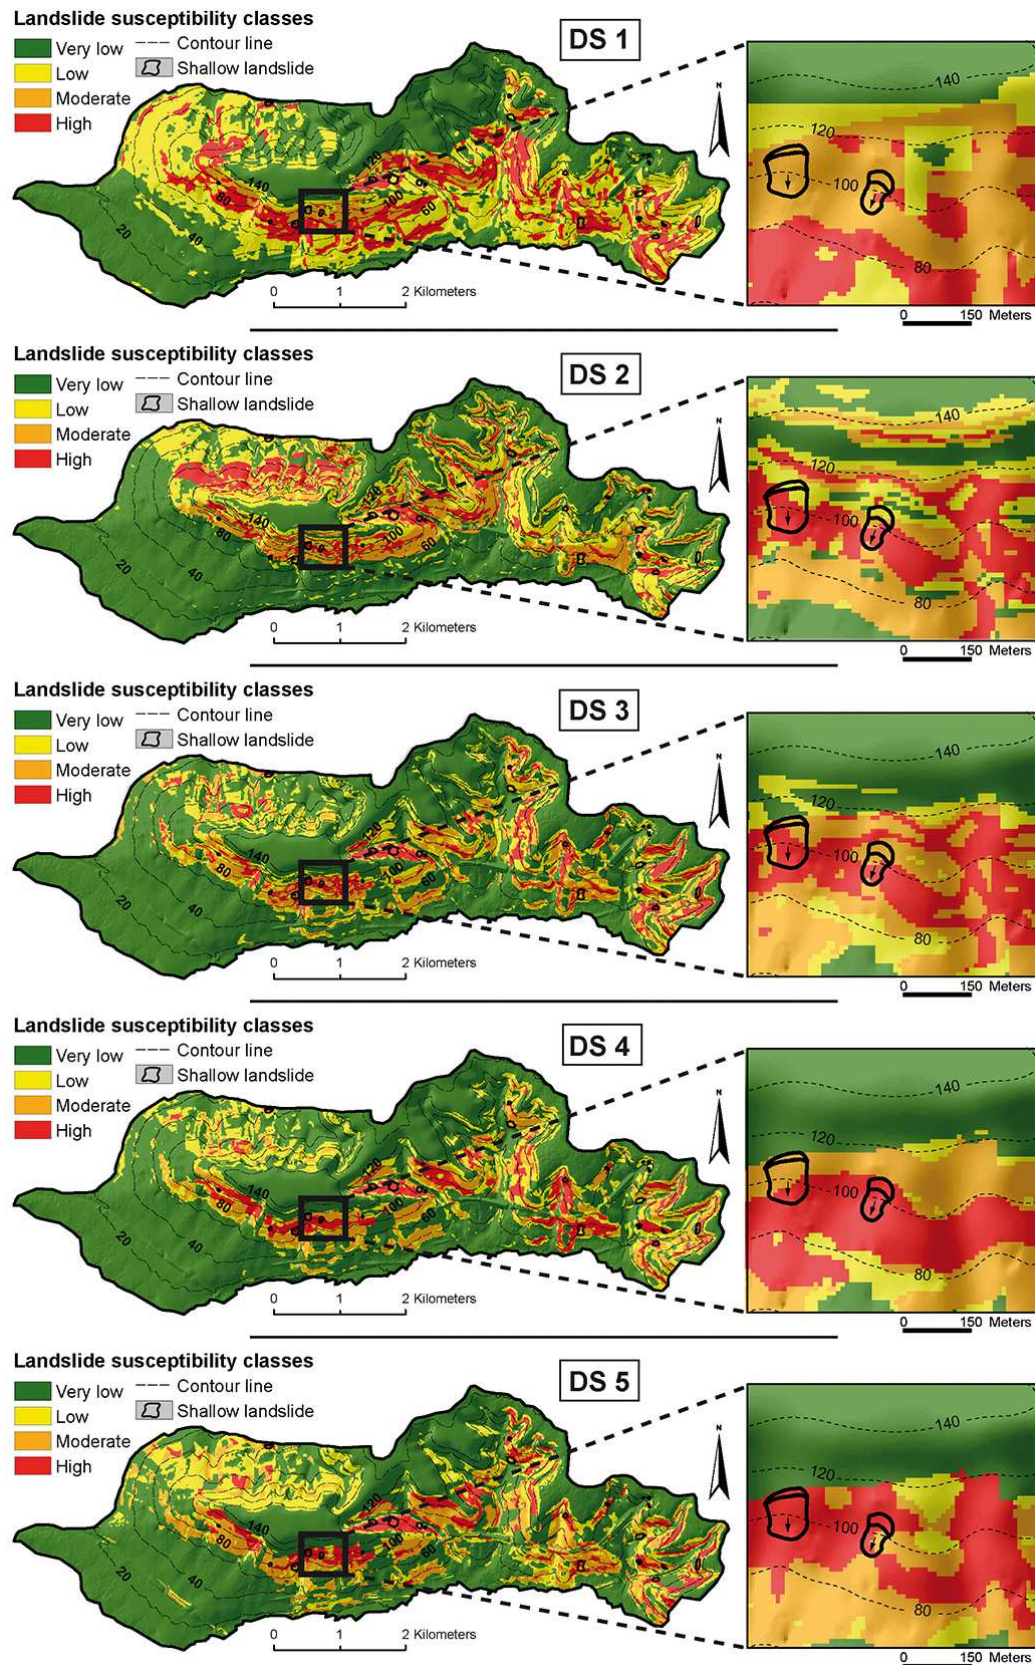 Landslide susceptibility classes
DS 1
Very low
Contour line
Low
Shallow landslide
Moderate
High
N
20
40
80
140
120
100
60
0 1 2 Kilometers
140
120
100
80
0 150 Meters
Landslide susceptibility classes
DS 2
Very low
Contour line
Low
Shallow landslide
Moderate
High
N
20
40
80
140
120
100
60
0 1 2 Kilometers
140
120
100
80
0 150 Meters
Landslide susceptibility classes
DS 3
Very low
Contour line
Low
Shallow landslide
Moderate
High
N
20
40
80
140
120
100
60
0 1 2 Kilometers
140
120
100
80
0 150 Meters
Landslide susceptibility classes
DS 4
Very low
Contour line
Low
Shallow landslide
Moderate
High
N
20
40
80
140
120
100
60
0 1 2 Kilometers
140
120
100
80
0 150 Meters
Landslide susceptibility classes
DS 5
Very low
Contour line
Low
Shallow landslide
Moderate
High
N
20
40
80
140
120
100
60
0 1 2 Kilometers
140
120
100
80
0 150 Meters